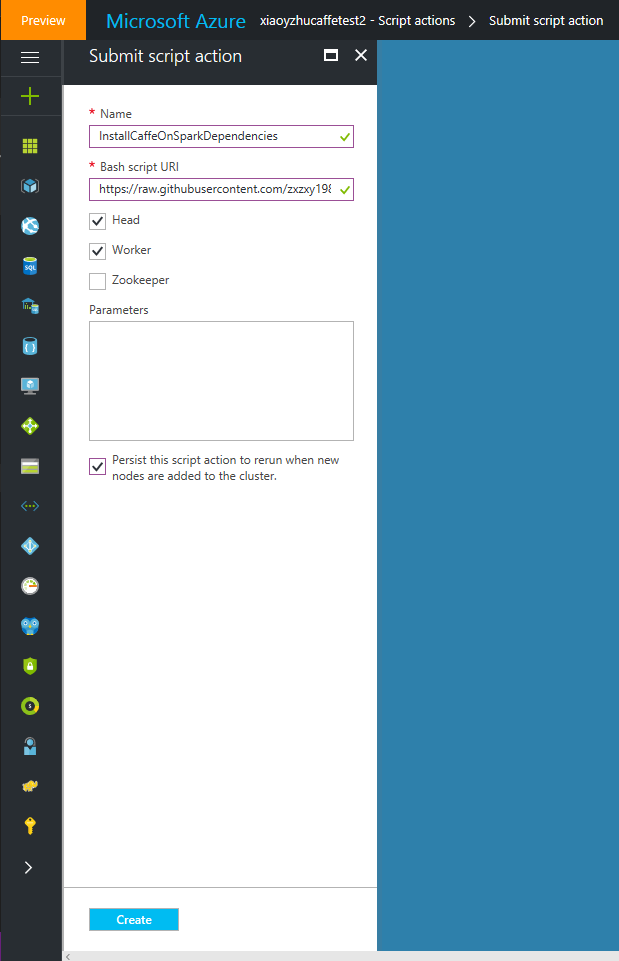 Preview
Microsoft Azure
xiaoyzhucaffetest2 - Script actions
Submit script action
Submit script action
* Name
InstallCaffeOnSparkDependencies
* Bash script URI
https://raw.githubusercontent.com/zxzxy198
Head
Worker
Zookeeper
Parameters
Persist this script action to rerun when new
nodes are added to the cluster.
Create